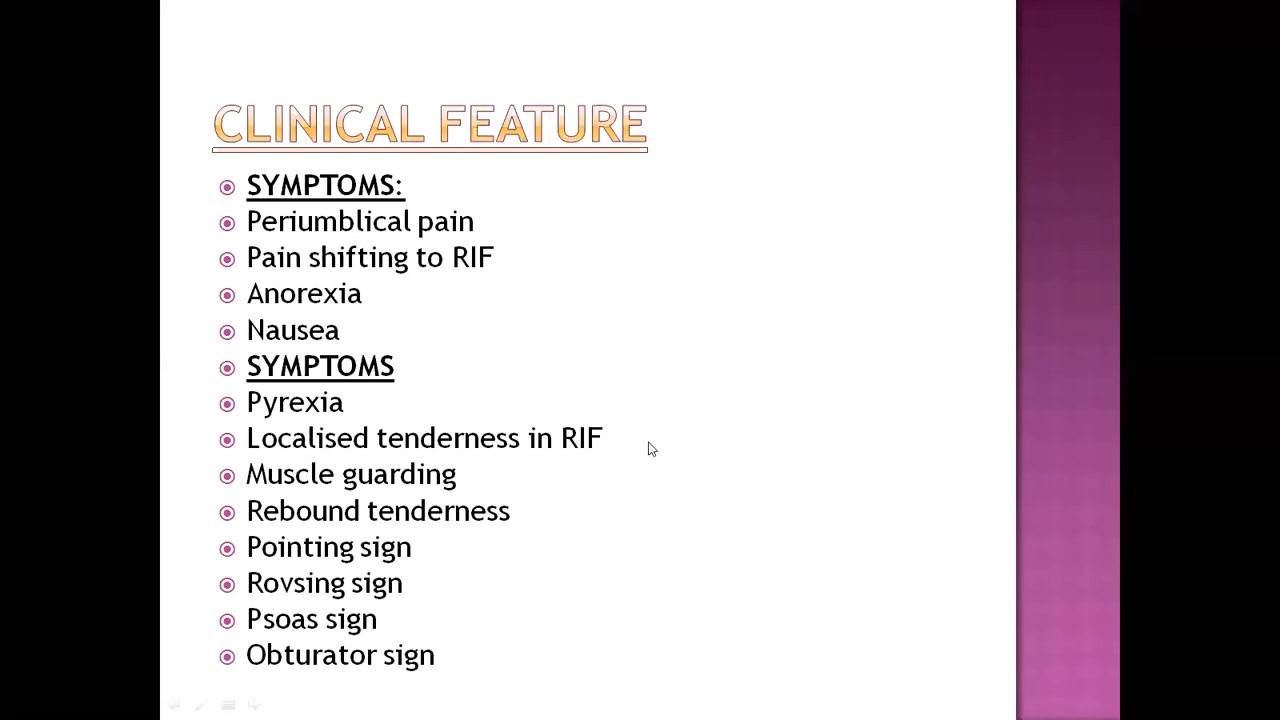 CLINICAL FEATURE
SYMPTOMS:
Periumblical pain
Pain shifting to RIF
Anorexia
Nausea
SYMPTOMS
Pyrexia
Localised tenderness in RIF
Muscle guarding
Rebound tenderness
Pointing sign
Rovsing sign
Psoas sign
Obturator sign